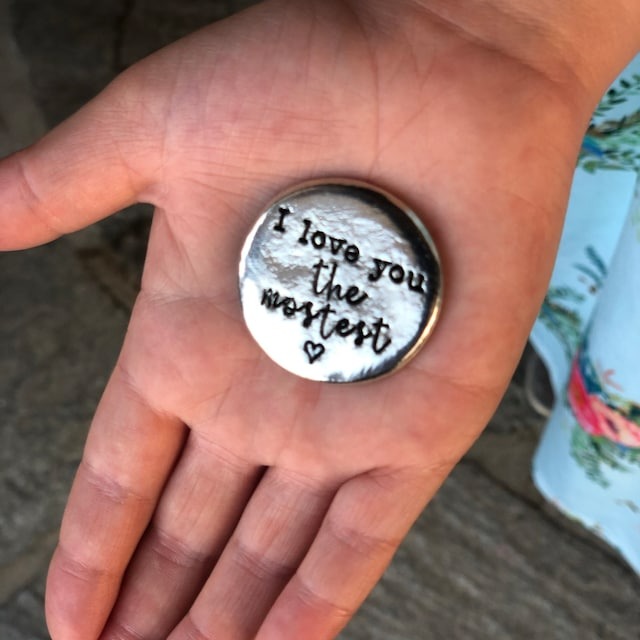 I love you
the
mostest
♡